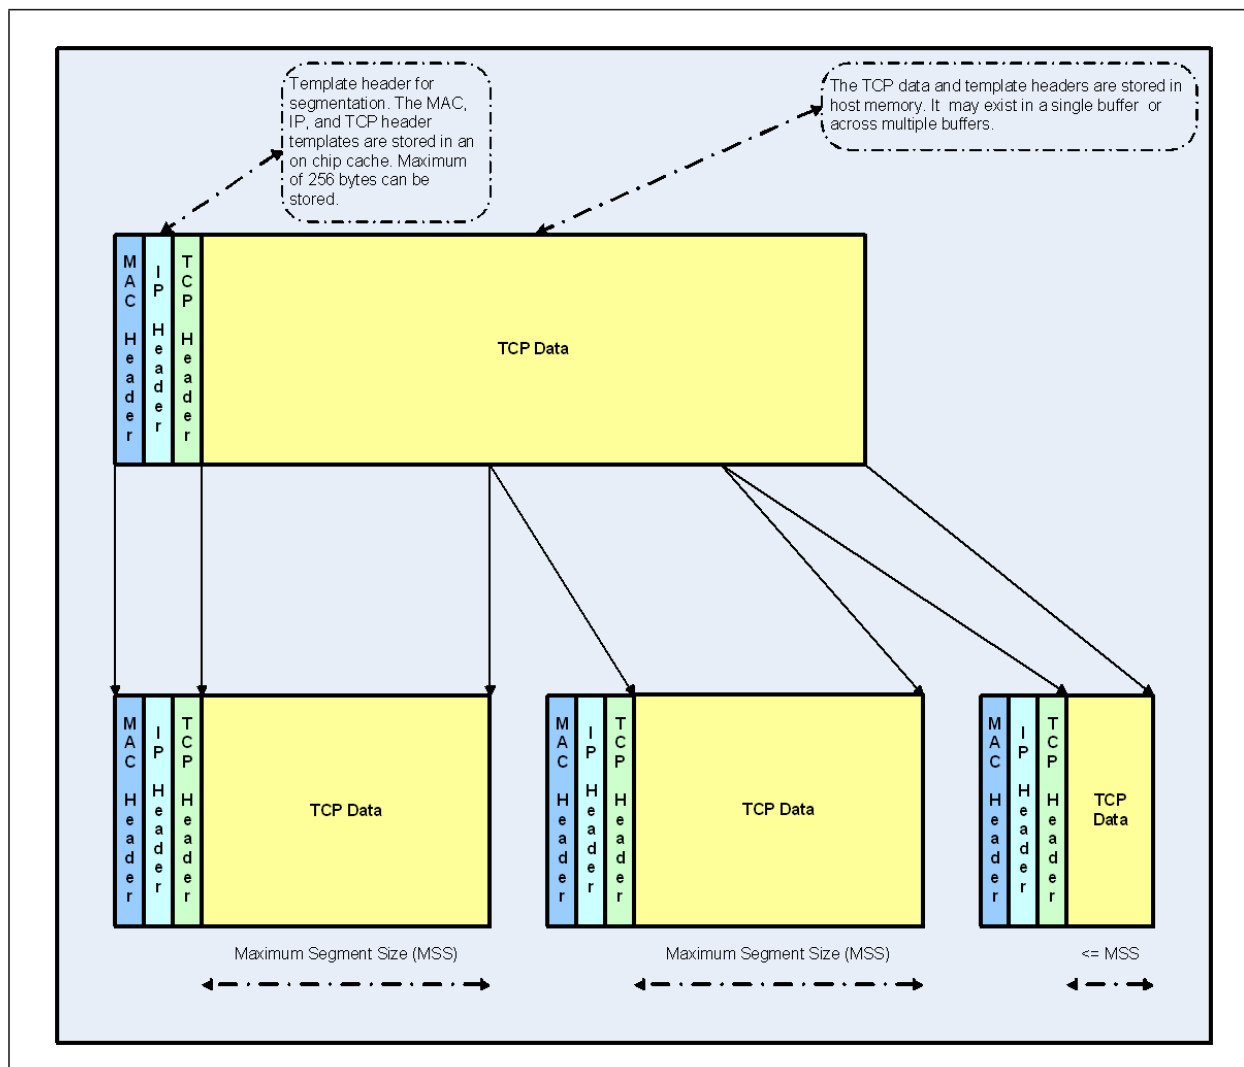 Template header for
segmentation. The MAC,
IP, and TCP header
templates are stored in an
on chip cache. Maximum
of 256 bytes can be
stored.
The TCP data and template headers are stored in
host memory. It may exist in a single buffer or
across multiple buffers.
MAC Header
IP Header
TCP Header
TCP Data
MAC Header
IP Header
TCP Header
TCP Data
MAC Header
IP Header
TCP Header
TCP Data
MAC Header
IP Header
TCP Header
TCP
Data
Maximum Segment Size (MSS)
Maximum Segment Size (MSS)
<= MSS